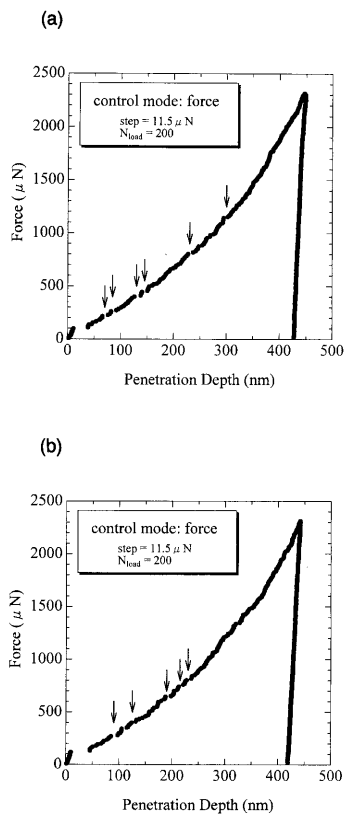 (a)
2500
2000
1500
1000
500
0
Force (μ N)
control mode: force
step = 11.5 μ N
N_load = 200
0 100 200 300 400 500
Penetration Depth (nm)
(b)
2500
2000
1500
1000
500
0
Force (μ N)
control mode: force
step = 11.5 μ N
N_load = 200
0 100 200 300 400 500
Penetration Depth (nm)